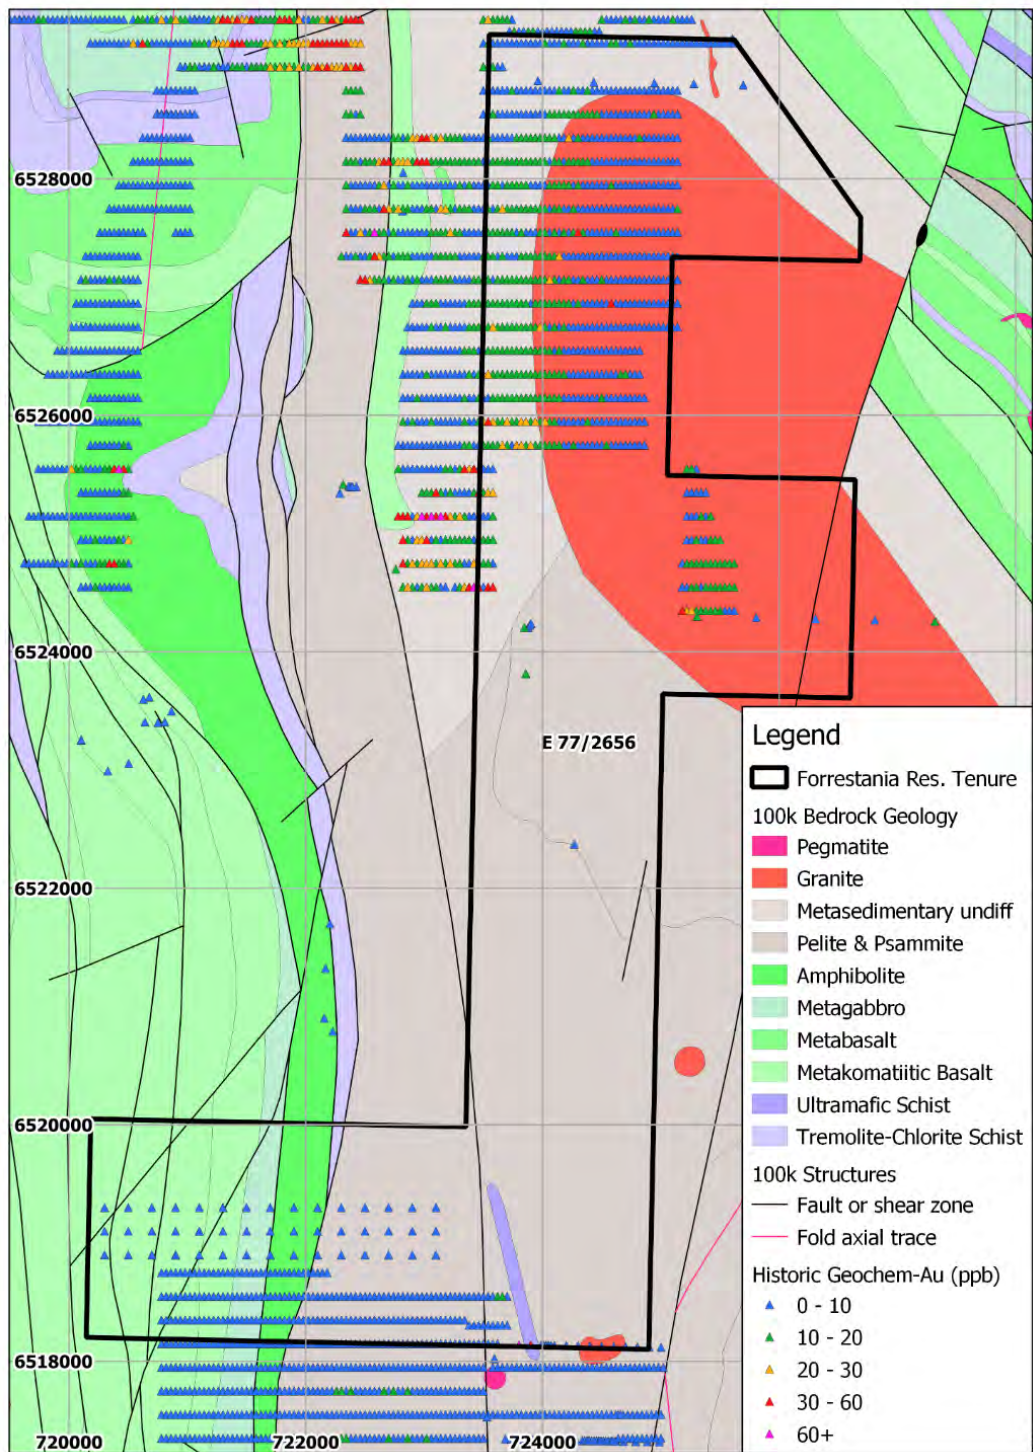 6528000
6526000
6524000
E 77/2656
6522000
6520000
6518000
720000
722000
724000
Legend
Forrestania Res. Tenure
100k Bedrock Geology
Pegmatite
Granite
Metasedimentary undiff
Pelite & Psammite
Amphibolite
Metagabbro
Metabasalt
Metakomatiitic Basalt
Ultramafic Schist
Tremolite-Chlorite Schist
100k Structures
Fault or shear zone
Fold axial trace
Historic Geochem-Au (ppb)
0 - 10
10 - 20
20 - 30
30 - 60
60+